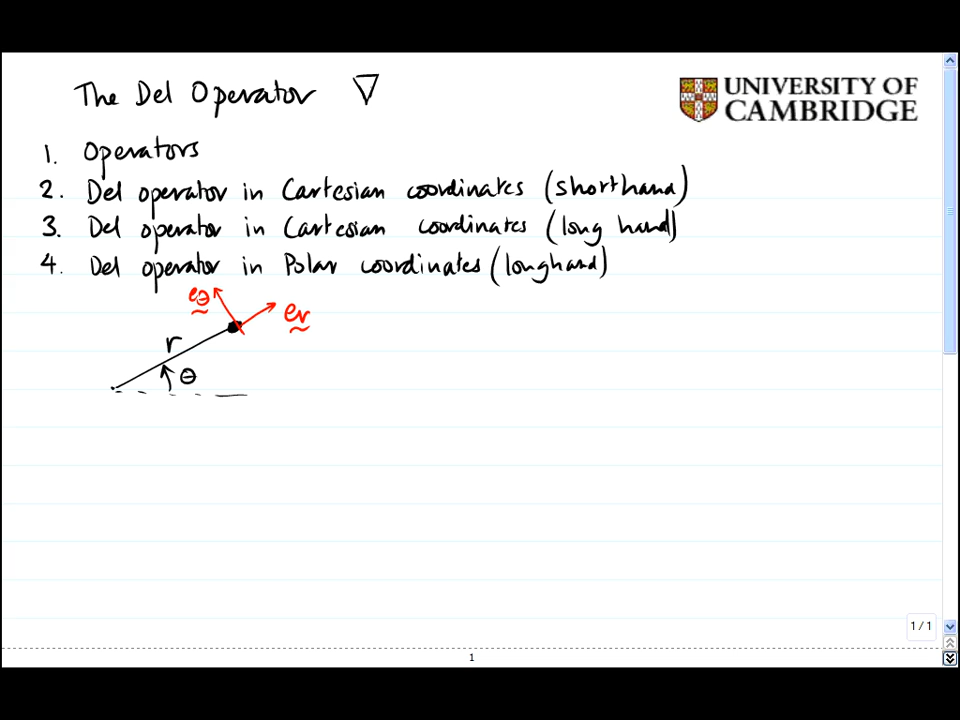 The Del Operator ∇
UNIVERSITY OF
CAMBRIDGE
1. Operators
2. Del operator in Cartesian coordinates (shorthand)
3. Del operator in Cartesian coordinates (long hand)
4. Del operator in Polar coordinates (longhand)
eθ
er
r
θ
1 / 1
1